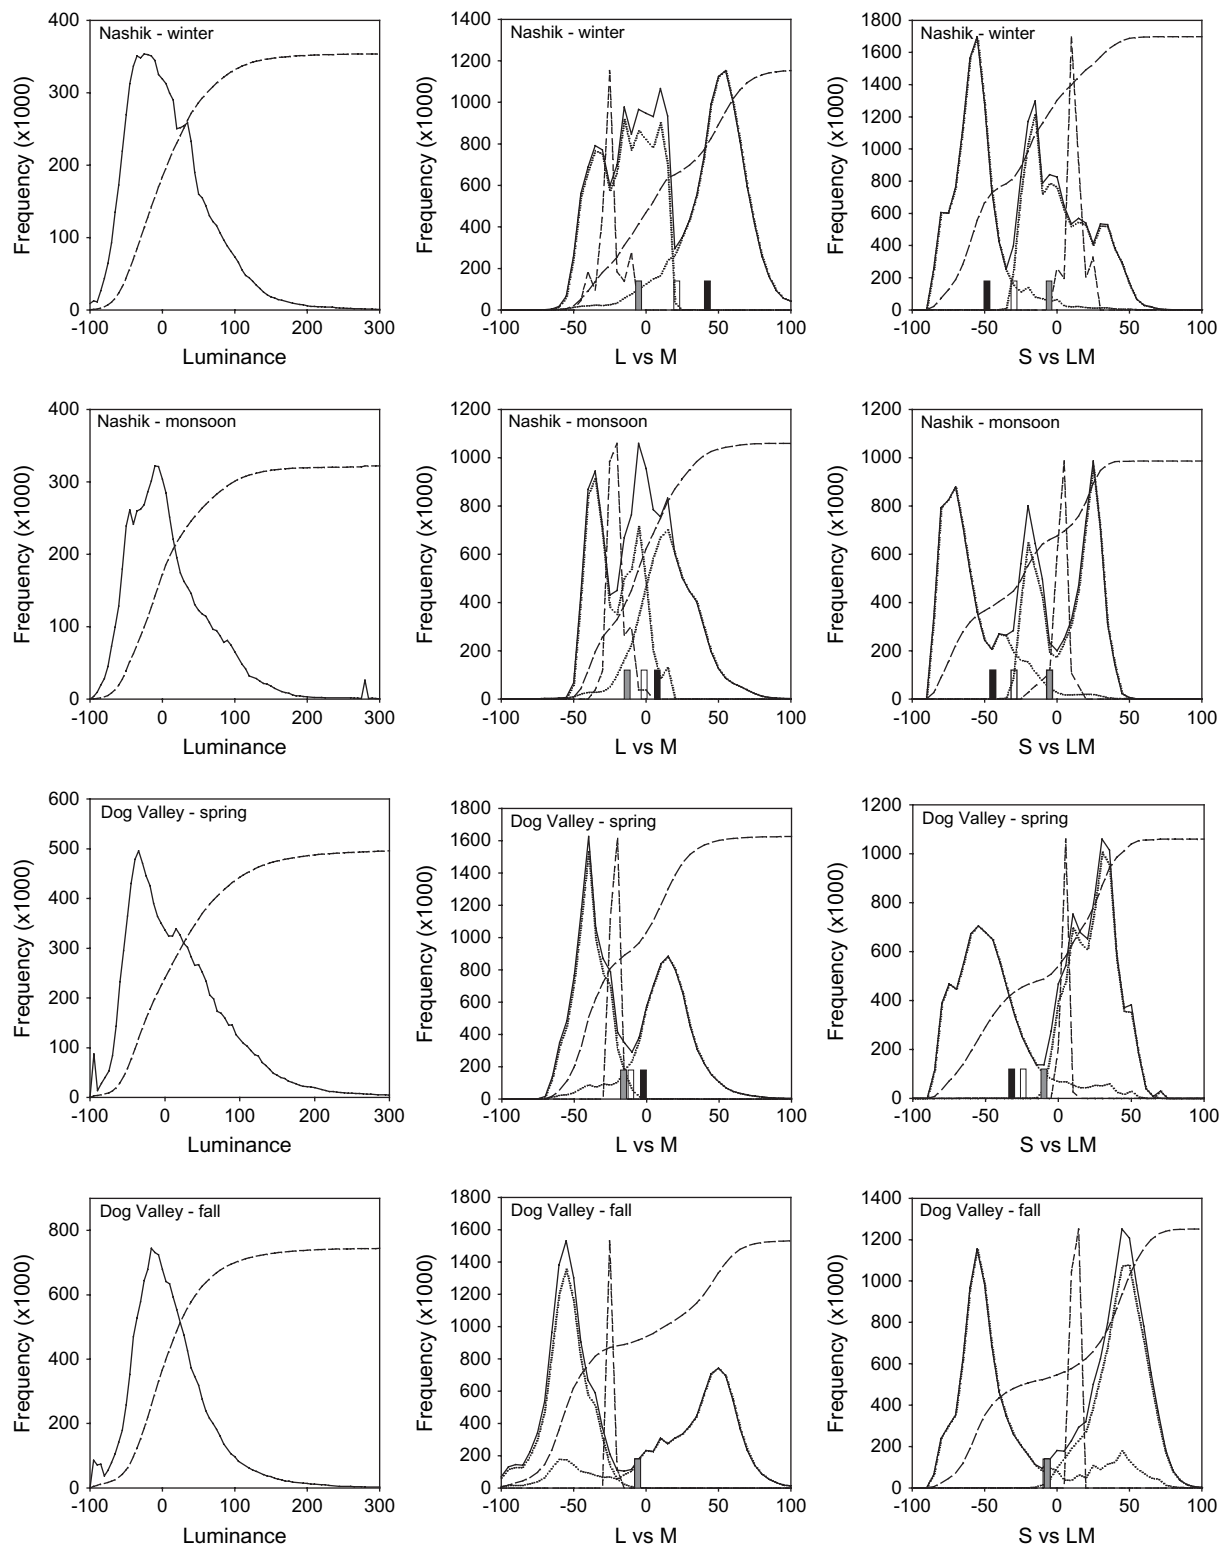 Nashik - winter
Frequency (x1000)
400
300
200
100
0
-100 0 100 200 300
Luminance
Nashik - winter
Frequency (x1000)
1400
1200
1000
800
600
400
200
0
-100 -50 0 50 100
L vs M
Nashik - winter
Frequency (x1000)
1800
1600
1400
1200
1000
800
600
400
200
0
-100 -50 0 50 100
S vs LM
Nashik - monsoon
Frequency (x1000)
400
300
200
100
0
-100 0 100 200 300
Luminance
Nashik - monsoon
Frequency (x1000)
1200
1000
800
600
400
200
0
-100 -50 0 50 100
L vs M
Nashik - monsoon
Frequency (x1000)
1200
1000
800
600
400
200
0
-100 -50 0 50 100
S vs LM
Dog Valley - spring
Frequency (x1000)
600
500
400
300
200
100
0
-100 0 100 200 300
Luminance
Dog Valley - spring
Frequency (x1000)
1800
1600
1400
1200
1000
800
600
400
200
0
-100 -50 0 50 100
L vs M
Dog Valley - spring
Frequency (x1000)
1200
1000
800
600
400
200
0
-100 -50 0 50 100
S vs LM
Dog Valley - fall
Frequency (x1000)
800
600
400
200
0
-100 0 100 200 300
Luminance
Dog Valley - fall
Frequency (x1000)
1800
1600
1400
1200
1000
800
600
400
200
0
-100 -50 0 50 100
L vs M
Dog Valley - fall
Frequency (x1000)
1400
1200
1000
800
600
400
200
0
-100 -50 0 50 100
S vs LM